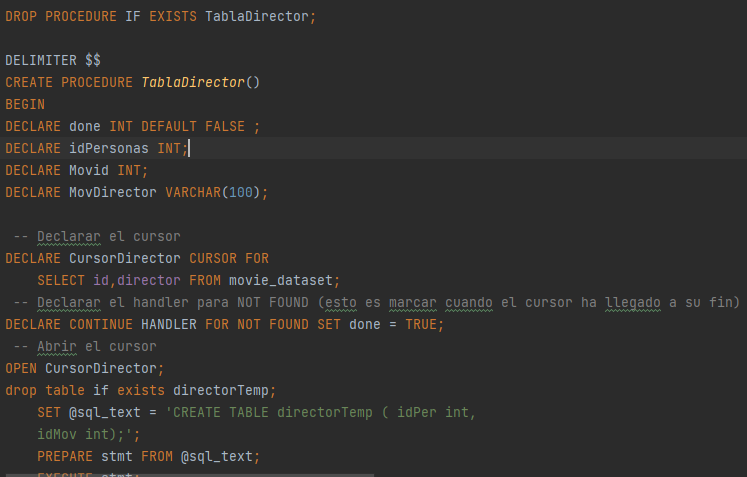 DROP PROCEDURE IF EXISTS TablaDirector;
DELIMITER $$
CREATE PROCEDURE TablaDirector()
BEGIN
DECLARE done INT DEFAULT FALSE ;
DECLARE idPersonas INT;
DECLARE Movid INT;
DECLARE MovDirector VARCHAR(100);
-- Declarar el cursor
DECLARE CursorDirector CURSOR FOR
SELECT id,director FROM movie_dataset;
-- Declarar el handler para NOT FOUND (esto es marcar cuando el cursor ha llegado a su fin)
DECLARE CONTINUE HANDLER FOR NOT FOUND SET done = TRUE;
-- Abrir el cursor
OPEN CursorDirector;
drop table if exists directorTemp;
SET @sql_text = 'CREATE TABLE directorTemp ( idPer int,
idMov int);';
PREPARE stmt FROM @sql_text;
EXECUTE stmt;